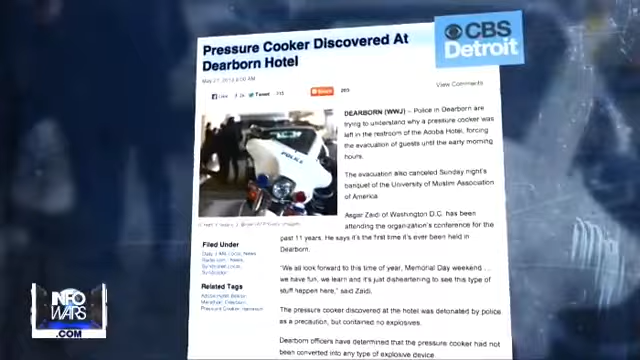 CBS
Detroit
Pressure Cooker Discovered At
Dearborn Hotel
View Comments
Like
Tweet
Share
DEARBORN (WWJ) – Police in Dearborn are
trying to understand why a pressure cooker was
left in the restroom of the Adoba Hotel, forcing
the evacuation of guests until the early morning
hours.
The evacuation also canceled Sunday night's
banquet of the University of Muslim Association
of America
Asgar Zaidi of Washington D.C. has been
attending the organization's conference for the
past 11 years. He says it's the first time it's ever been held in
Dearborn.
"We all look forward to this time of year, Memorial Day weekend ...
we have fun, we learn and it's just disheartening to see this type of
stuff happen here," said Zaidi.
The pressure cooker discovered at the hotel was detonated by police
as a precaution, but contained no explosives.
Dearborn officers have determined that the pressure cooker had not
been converted into any type of explosive device.
POLICE
Filed Under
Related Tags
INFO
WARS
.COM